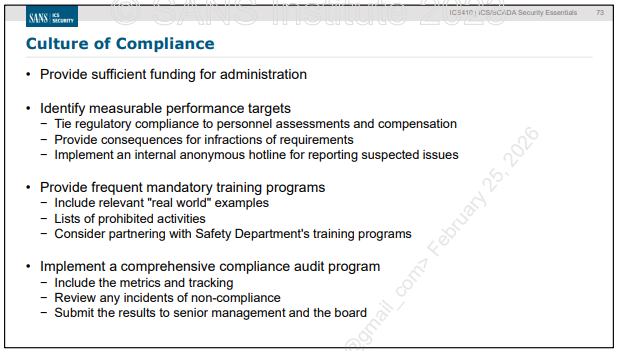 © SANS Institute 2026
SANS ICS SECURITY
ICS410 | ICS/SCADA Security Essentials 73
Culture of Compliance
• Provide sufficient funding for administration
• Identify measurable performance targets
– Tie regulatory compliance to personnel assessments and compensation
– Provide consequences for infractions of requirements
– Implement an internal anonymous hotline for reporting suspected issues
• Provide frequent mandatory training programs
– Include relevant "real world" examples
– Lists of prohibited activities
– Consider partnering with Safety Department's training programs
• Implement a comprehensive compliance audit program
– Include the metrics and tracking
– Review any incidents of non-compliance
– Submit the results to senior management and the board
@gmail_com> February 25, 2026